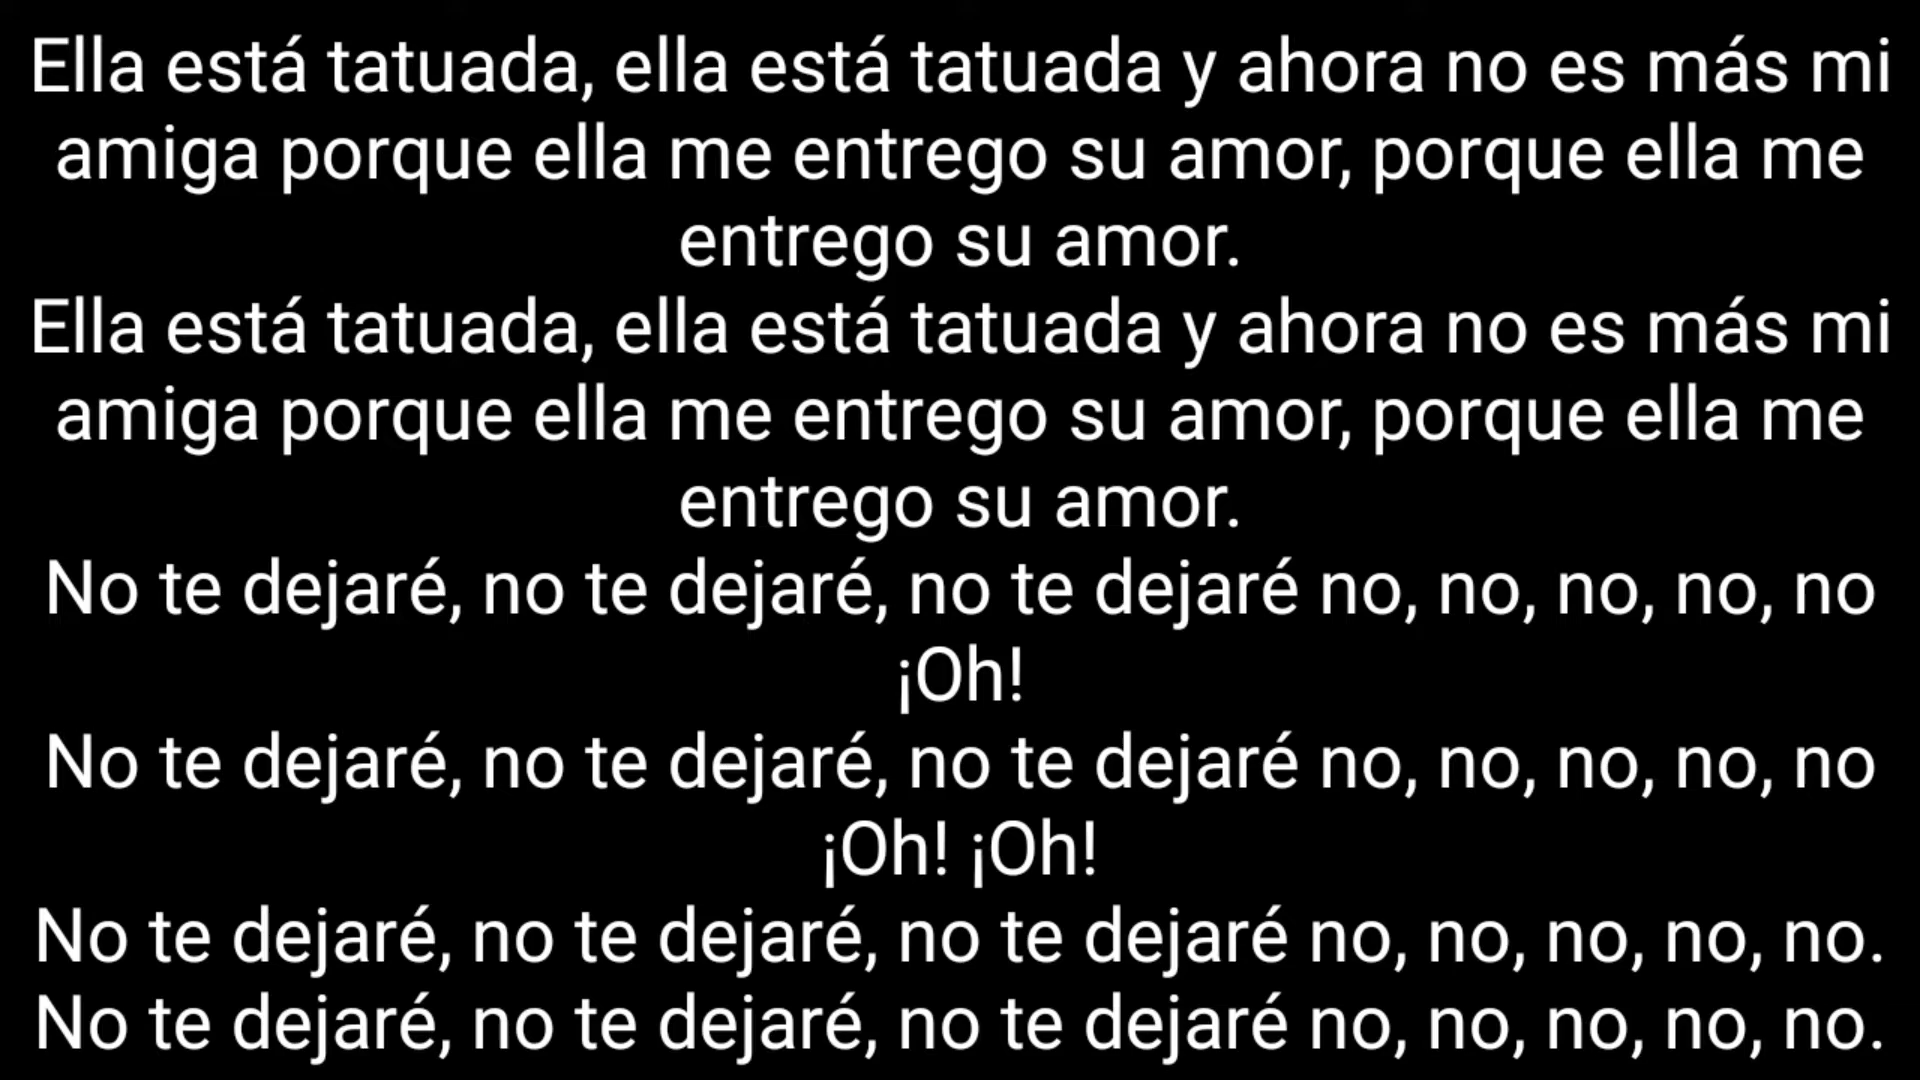 Ella está tatuada, ella está tatuada y ahora no es más mi
amiga porque ella me entrego su amor, porque ella me
entrego su amor.
Ella está tatuada, ella está tatuada y ahora no es más mi
amiga porque ella me entrego su amor, porque ella me
entrego su amor.
No te dejaré, no te dejaré, no te dejaré no, no, no, no, no
¡Oh!
No te dejaré, no te dejaré, no te dejaré no, no, no, no, no
¡Oh! ¡Oh!
No te dejaré, no te dejaré, no te dejaré no, no, no, no, no.
No te dejaré, no te dejaré, no te dejaré no, no, no, no, no.